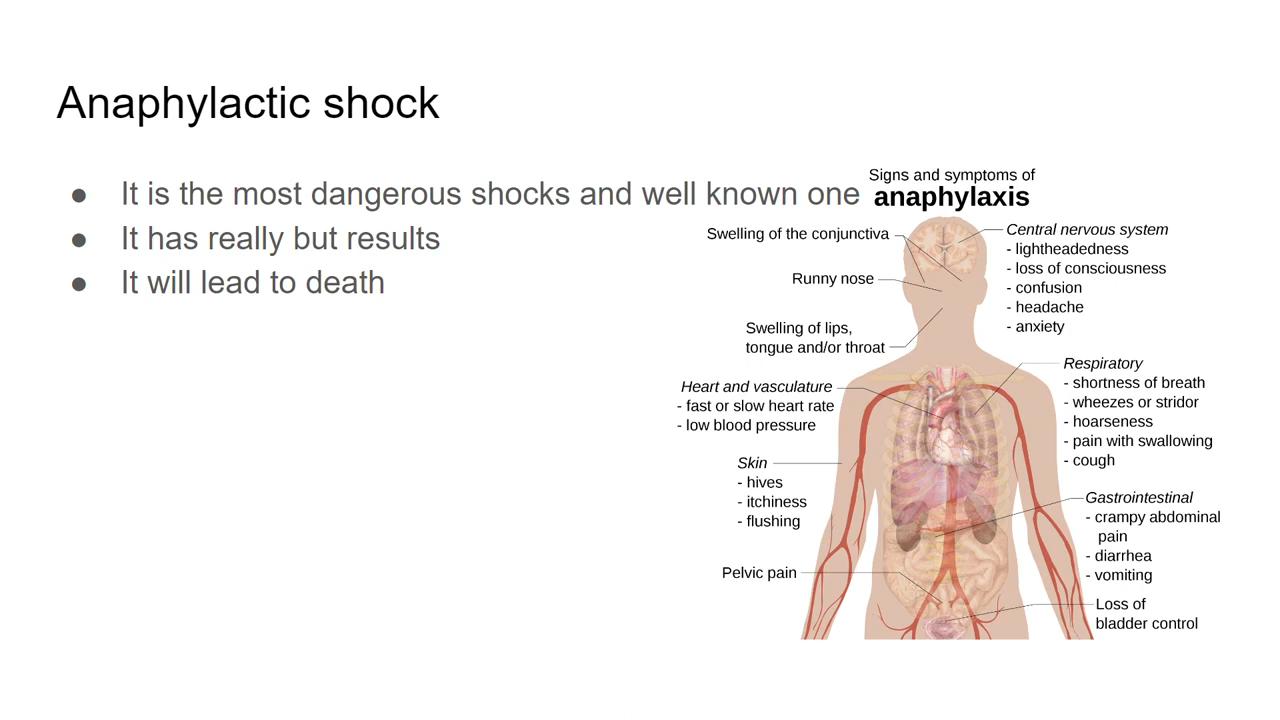 Anaphylactic shock
● It is the most dangerous shocks and well known one
● It has really but results
● It will lead to death
Signs and symptoms of
anaphylaxis
Swelling of the conjunctiva
Runny nose
Swelling of lips,
tongue and/or throat
Heart and vasculature
- fast or slow heart rate
- low blood pressure
Skin
- hives
- itchiness
- flushing
Pelvic pain
Central nervous system
- lightheadedness
- loss of consciousness
- confusion
- headache
- anxiety
Respiratory
- shortness of breath
- wheezes or stridor
- hoarseness
- pain with swallowing
- cough
Gastrointestinal
- crampy abdominal
pain
- diarrhea
- vomiting
Loss of
bladder control